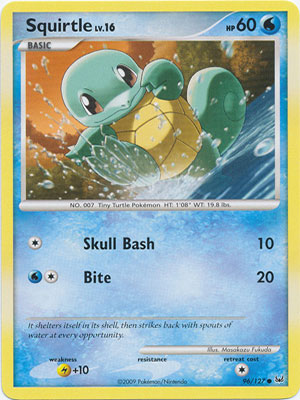 Squirtle LV.16 HP 60
BASIC
NO. 007 Tiny Turtle Pokémon HT: 1'08" WT: 19.8 lbs.
Skull Bash 10
Bite 20
It shelters itself in its shell, then strikes back with spouts of
water at every opportunity.
Illus. Masakazu Fukuda
weakness resistance retreat cost
+10
©2009 Pokémon/Nintendo 96/127